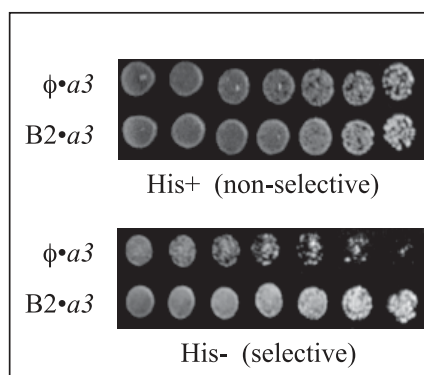 ϕ•a3
B2•a3
His+ (non-selective)
ϕ•a3
B2•a3
His- (selective)